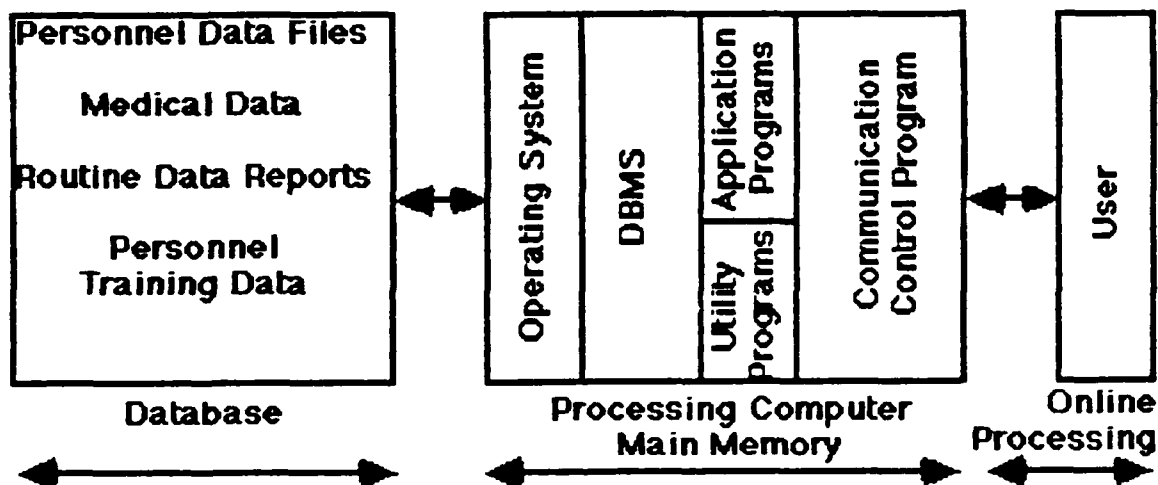 Personnel Data Files
Medical Data
Routine Data Reports
Personnel
Training Data
Operating System
DBMS
Application
Programs
Utility
Programs
Communication
Control Program
User
Database
Processing Computer
Main Memory
Online
Processing